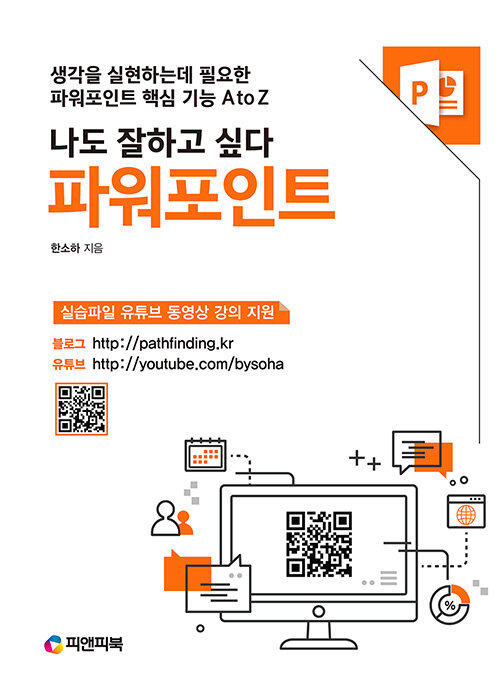 생각을 실현하는데 필요한
파워포인트 핵심 기능 A to Z
나도 잘하고 싶다
파워포인트
한소하 지음
P
실습파일 유튜브 동영상 강의 지원
블로그 http://pathfinding.kr
유튜브 http://youtube.com/bysoha
%
피앤피북